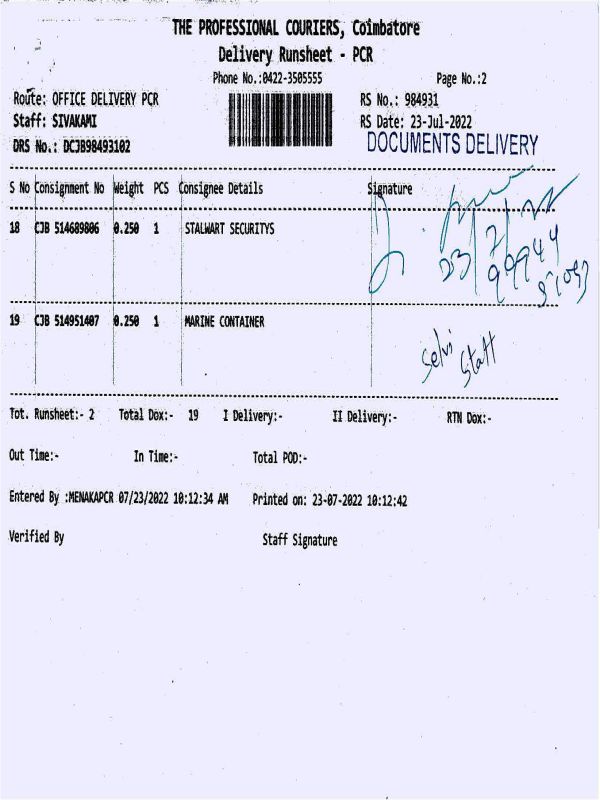 THE PROFESSIONAL COURIERS, Coimbatore
Delivery Runsheet - PCR
Phone No.:0422-3505555 Page No.:2
Route: OFFICE DELIVERY PCR RS No.: 984931
Staff: SIVAKAMI RS Date: 23-Jul-2022
DRS No.: DCJB98493102 DOCUMENTS DELIVERY
S No Consignment No Weight PCS Consignee Details Signature
18 CJB 514689806 0.250 1 STALWART SECURITYS
23/7/22
99944
19 CJB 514951407 0.250 1 MARINE CONTAINER
Selvi
Staff
Tot. Runsheet:- 2 Total Dox:- 19 I Delivery:- II Delivery:- RTN Dox:-
Out Time:- In Time:- Total POD:-
Entered By :MENAKAPCR 07/23/2022 10:12:34 AM Printed on: 23-07-2022 10:12:42
Verified By Staff Signature